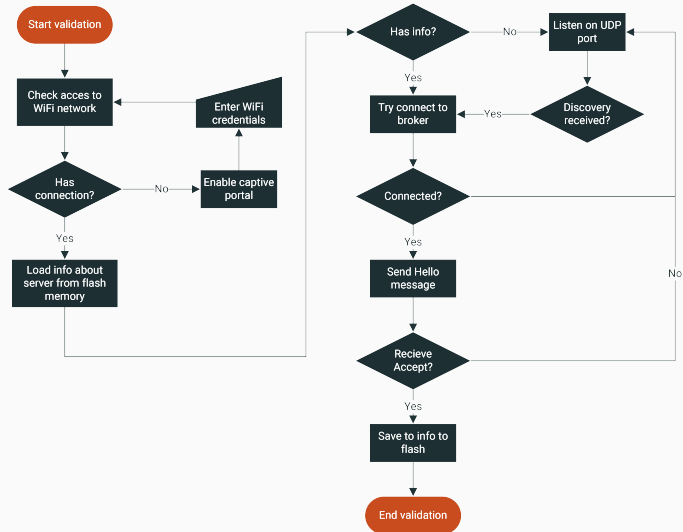 Start validation
Check acces to
WiFi network
Enter WiFi
credentials
Has
connection?
No
Enable captive
portal
Yes
Load info about
server from flash
memory
Has info?
No
Listen on UDP
port
Yes
Try connect to
broker
Yes
Discovery
received?
Connected?
Yes
Send Hello
message
No
Recieve
Accept?
Yes
Save to info to
flash
End validation